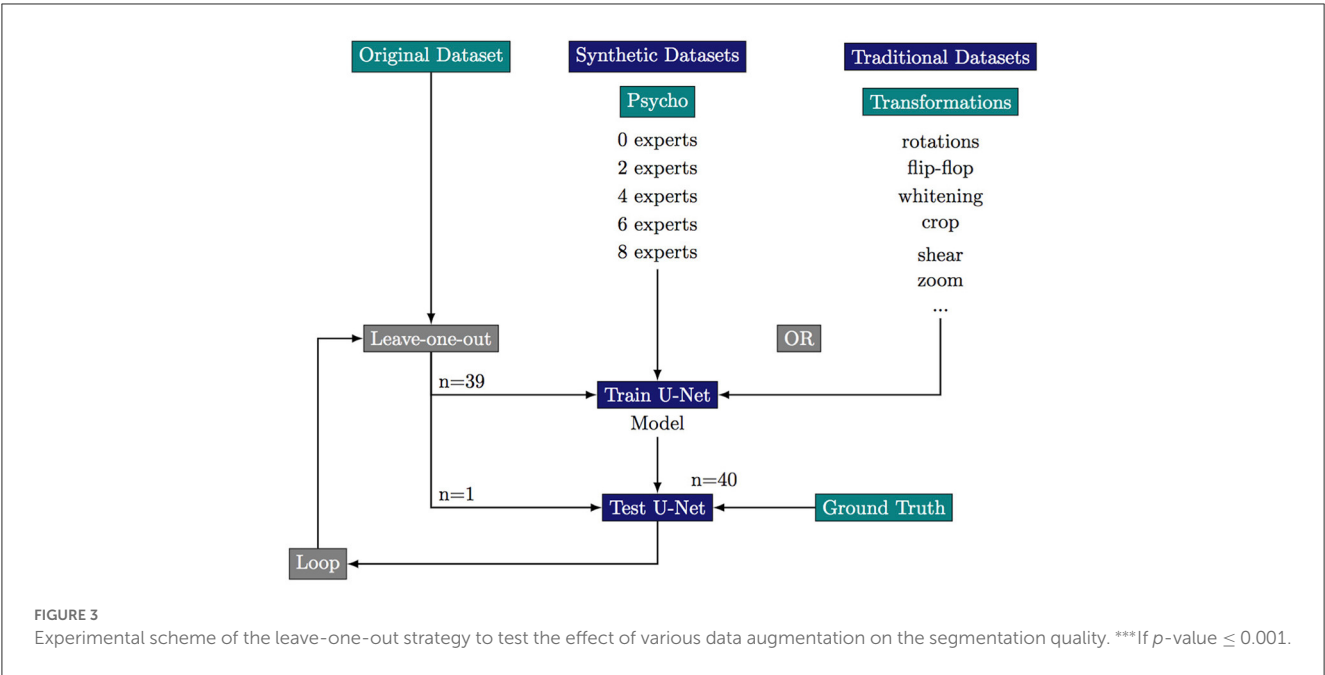 Original Dataset
Synthetic Datasets
Traditional Datasets
Psycho
Transformations
0 experts
2 experts
4 experts
6 experts
8 experts
rotations
flip-flop
whitening
crop
shear
zoom
...
Leave-one-out
OR
n=39
Train U-Net
Model
n=40
n=1
Test U-Net
Ground Truth
Loop
FIGURE 3
Experimental scheme of the leave-one-out strategy to test the effect of various data augmentation on the segmentation quality. ***If p-value ≤ 0.001.